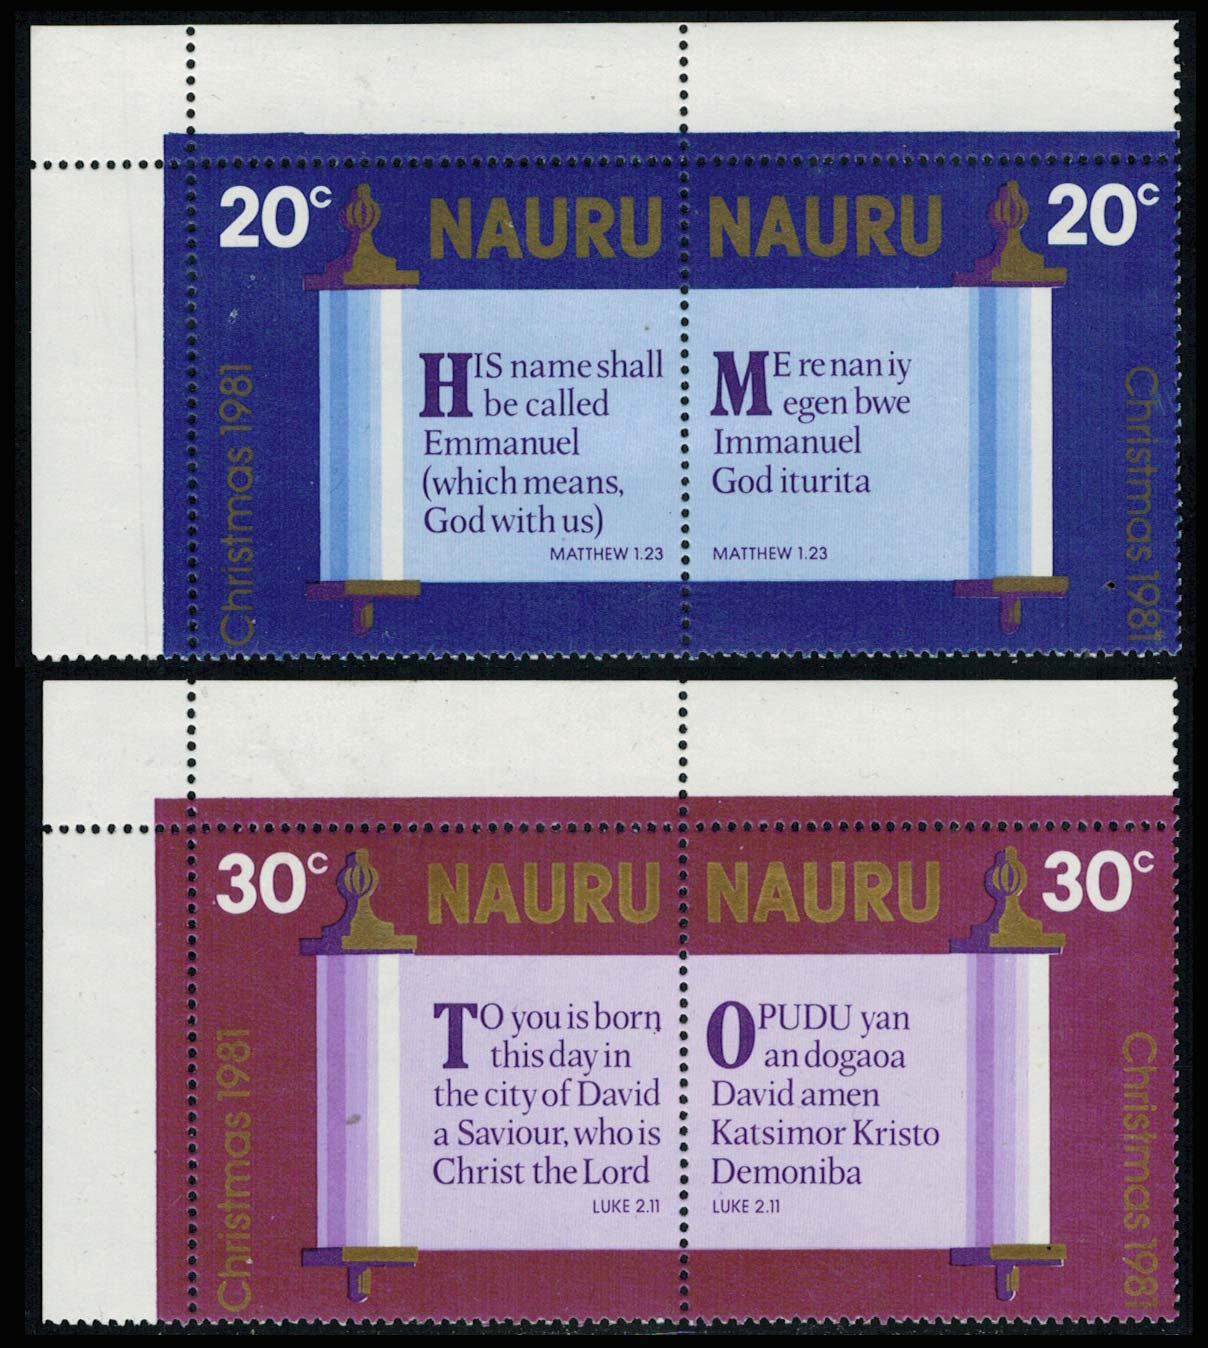 20c NAURU
HIS name shall
be called
Emmanuel
(which means,
God with us)
MATTHEW 1.23
Christmas 1981
NAURU 20c
ME re nan iy
egen bwe
Immanuel
God iturita
MATTHEW 1.23
Christmas 1981
30c NAURU
TO you is born
this day in
the city of David
a Saviour, who is
Christ the Lord
LUKE 2.11
Christmas 1981
NAURU 30c
OPUDU yan
an dogaoa
David amen
Katsimor Kristo
Demoniba
LUKE 2.11
Christmas 1981